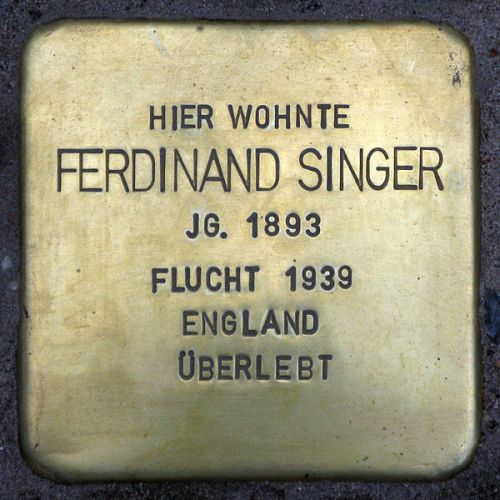 HIER WOHNTE
FERDINAND SINGER
JG. 1893
FLUCHT 1939
ENGLAND
ÜBERLEBT